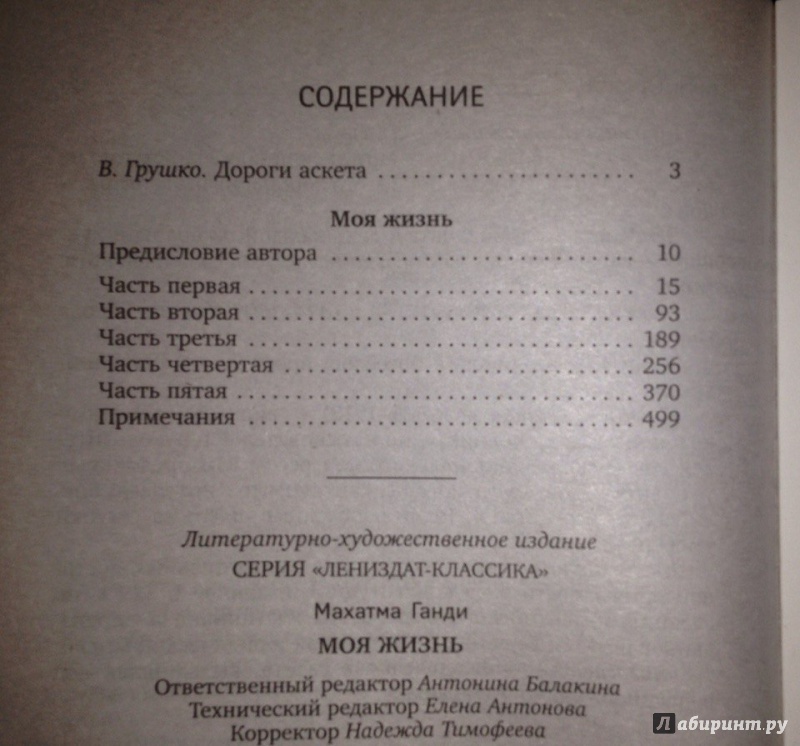 СОДЕРЖАНИЕ
В. Грушко. Дороги аскета ........................ 3
Моя жизнь
Предисловие автора ........................ 10
Часть первая ........................ 15
Часть вторая ........................ 93
Часть третья ........................ 189
Часть четвертая ........................ 256
Часть пятая ........................ 370
Примечания ........................ 499
Литературно-художественное издание
СЕРИЯ «ЛЕНИЗДАТ-КЛАССИКА»
Махатма Ганди
МОЯ ЖИЗНЬ
Ответственный редактор Антонина Балакина
Технический редактор Елена Антонова
Корректор Надежда Тимофеева
Лабиринт.ру